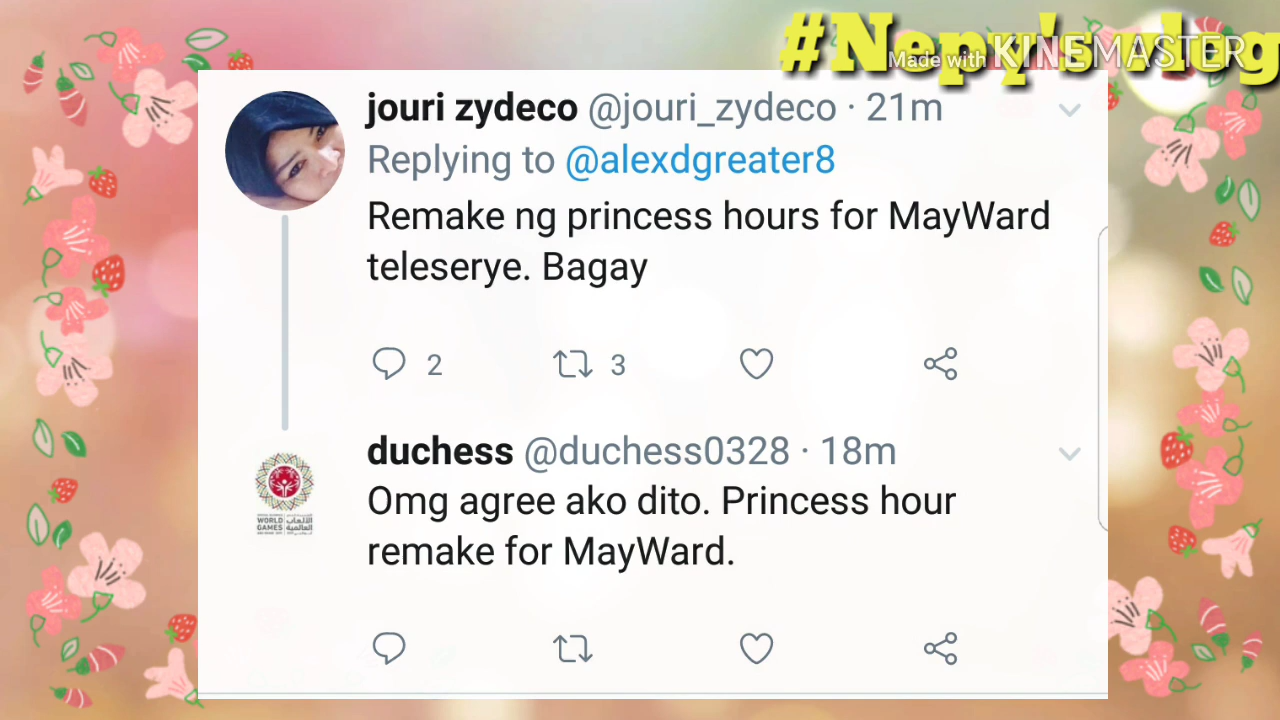 #Nepy's vlog
Made with KINEMASTER
jouri zydeco @jouri_zydeco · 21m
Replying to @alexdgreater8
Remake ng princess hours for MayWard
teleserye. Bagay
2 3
duchess @duchess0328 · 18m
Omg agree ako dito. Princess hour
remake for MayWard.
WORLD
GAMES